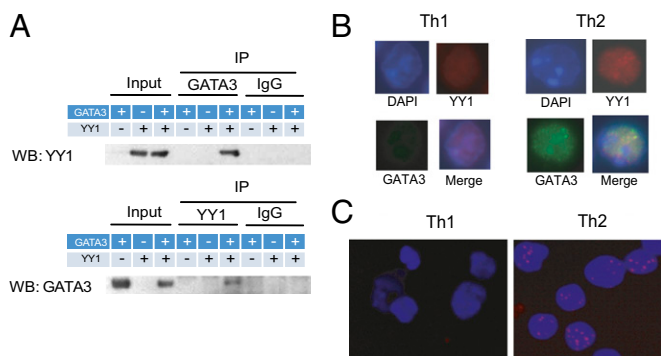 A
IP
Input GATA3 IgG
GATA3 + - + + - + + - +
YY1 - + + - + + - + +
WB: YY1
IP
Input YY1 IgG
GATA3 + - + + - + + - +
YY1 - + + - + + - + +
WB: GATA3
B
Th1 Th2
DAPI YY1 DAPI YY1
GATA3 Merge GATA3 Merge
C
Th1 Th2